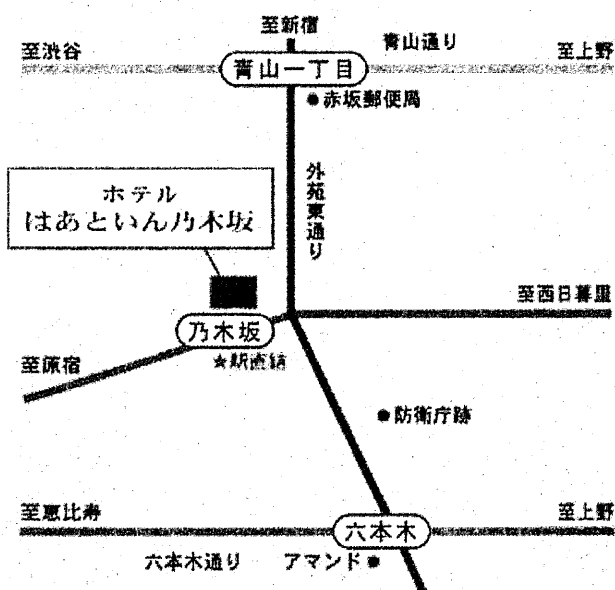 至新宿
至渋谷
青山通り
至上野
青山一丁目
●赤坂郵便局
外苑東通り
ホテル
はあといん乃木坂
至西日暮里
乃木坂
★駅直結
至原宿
●防衛庁跡
至恵比寿
至上野
六本木
六本木通り
アマンド●